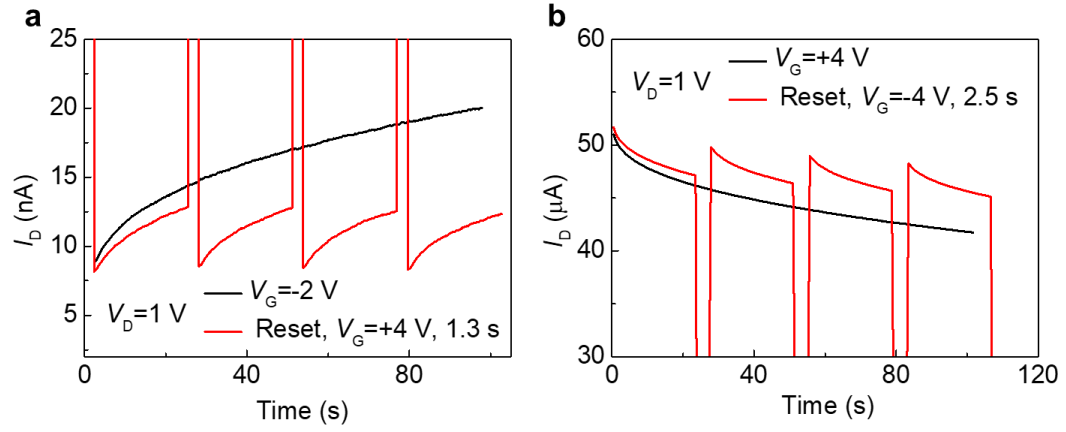 a
25
20
15
10
5
I_D (nA)
V_D=1 V
V_G=-2 V
Reset, V_G=+4 V, 1.3 s
0
40
80
Time (s)
b
60
50
40
30
I_D (μA)
V_D=1 V
V_G=+4 V
Reset, V_G=-4 V, 2.5 s
0
40
80
120
Time (s)